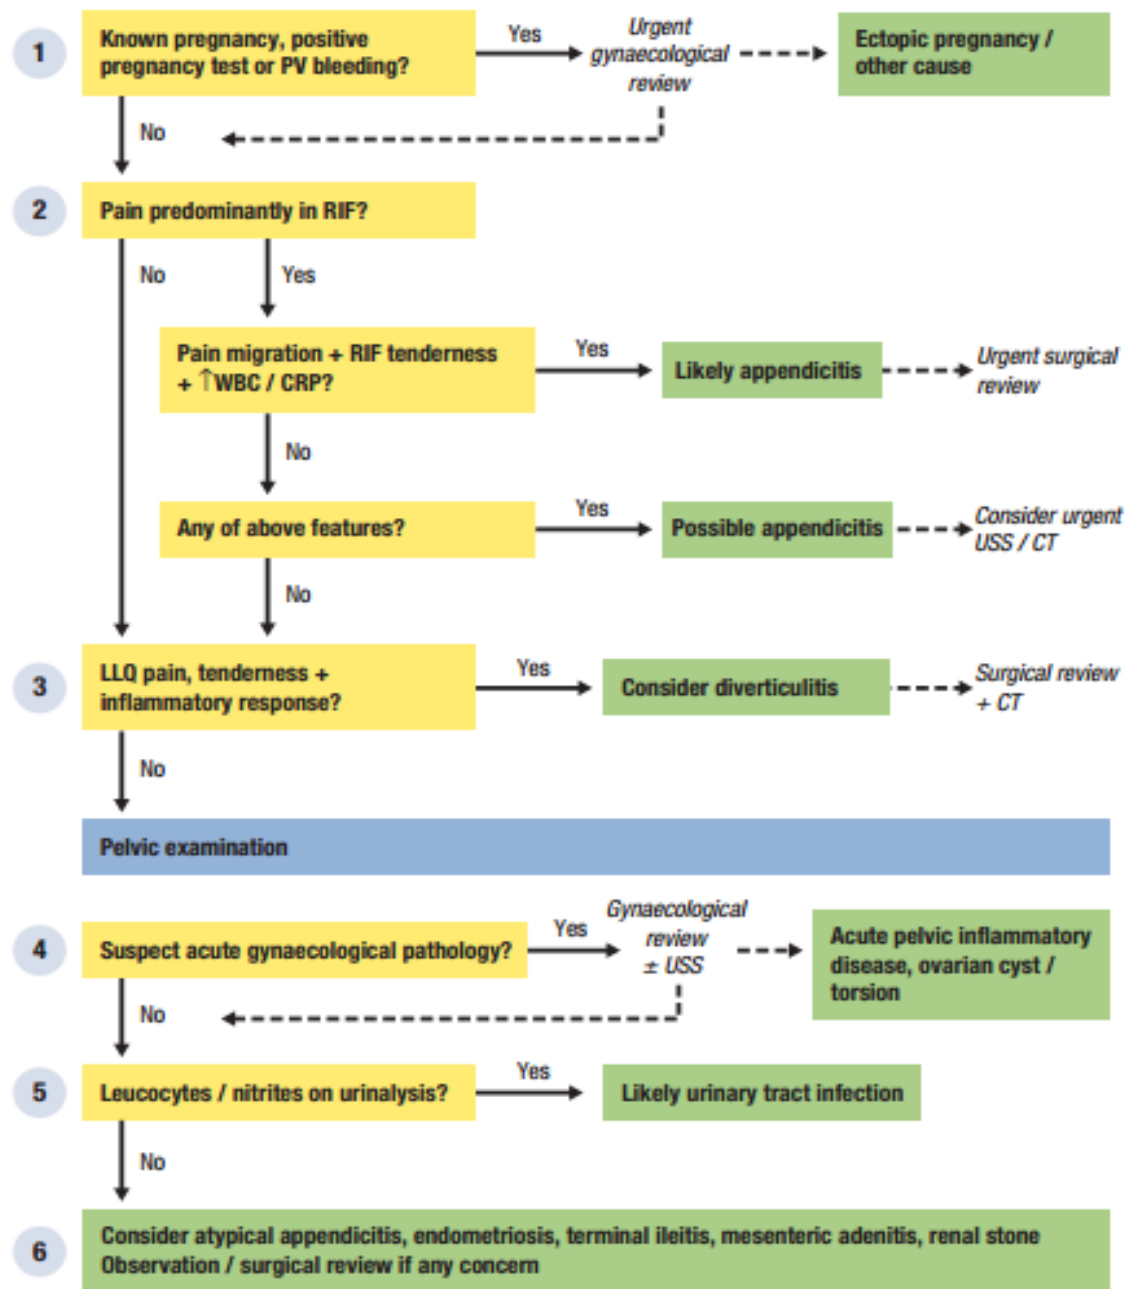 1
Known pregnancy, positive
pregnancy test or PV bleeding?
Yes
Urgent
gynaecological
review
Ectopic pregnancy /
other cause
No
2
Pain predominantly in RIF?
No
Yes
Pain migration + RIF tenderness
+ ↑WBC / CRP?
Yes
Likely appendicitis
Urgent surgical
review
No
Any of above features?
Yes
Possible appendicitis
Consider urgent
USS / CT
No
3
LLQ pain, tenderness +
inflammatory response?
Yes
Consider diverticulitis
Surgical review
+ CT
No
Pelvic examination
4
Suspect acute gynaecological pathology?
Yes
Gynaecological
review
± USS
Acute pelvic inflammatory
disease, ovarian cyst /
torsion
No
5
Leucocytes / nitrites on urinalysis?
Yes
Likely urinary tract infection
No
6
Consider atypical appendicitis, endometriosis, terminal ileitis, mesenteric adenitis, renal stone
Observation / surgical review if any concern